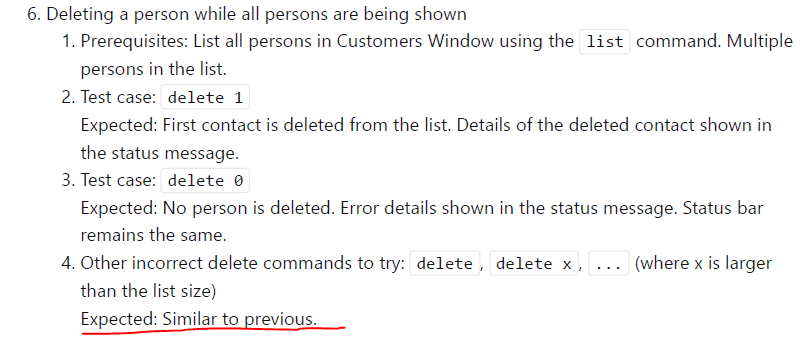 6. Deleting a person while all persons are being shown
1. Prerequisites: List all persons in Customers Window using the list command. Multiple
persons in the list.
2. Test case: delete 1
Expected: First contact is deleted from the list. Details of the deleted contact shown in
the status message.
3. Test case: delete 0
Expected: No person is deleted. Error details shown in the status message. Status bar
remains the same.
4. Other incorrect delete commands to try: delete, delete x, ... (where x is larger
than the list size)
Expected: Similar to previous.